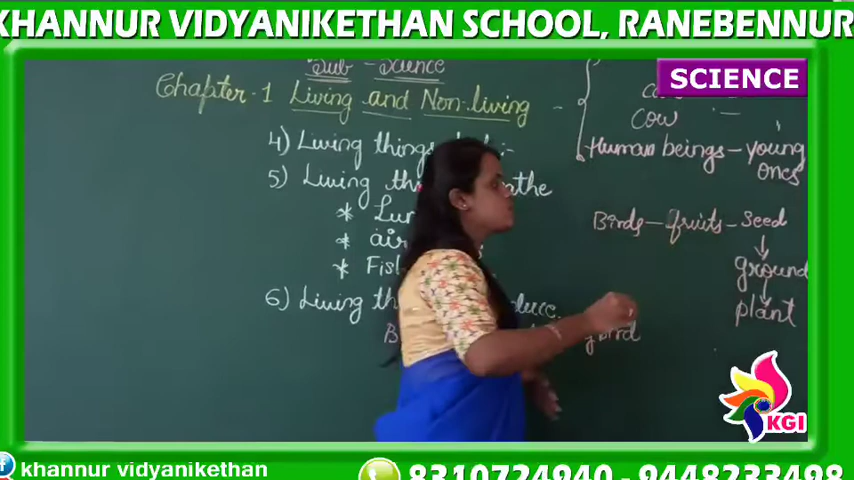 KHANNUR VIDYANIKETHAN SCHOOL, RANEBENNUR
SCIENCE
Sub - Science
Chapter-1 Living and Non-living -
4) Living things
5) Living
*
* air
* Fis
6) Living
cow
Human beings - young
ones
Birds - fruits - Seed
ground
plant
KGI
khannur vidyanikethan
8310724940 - 9448233498